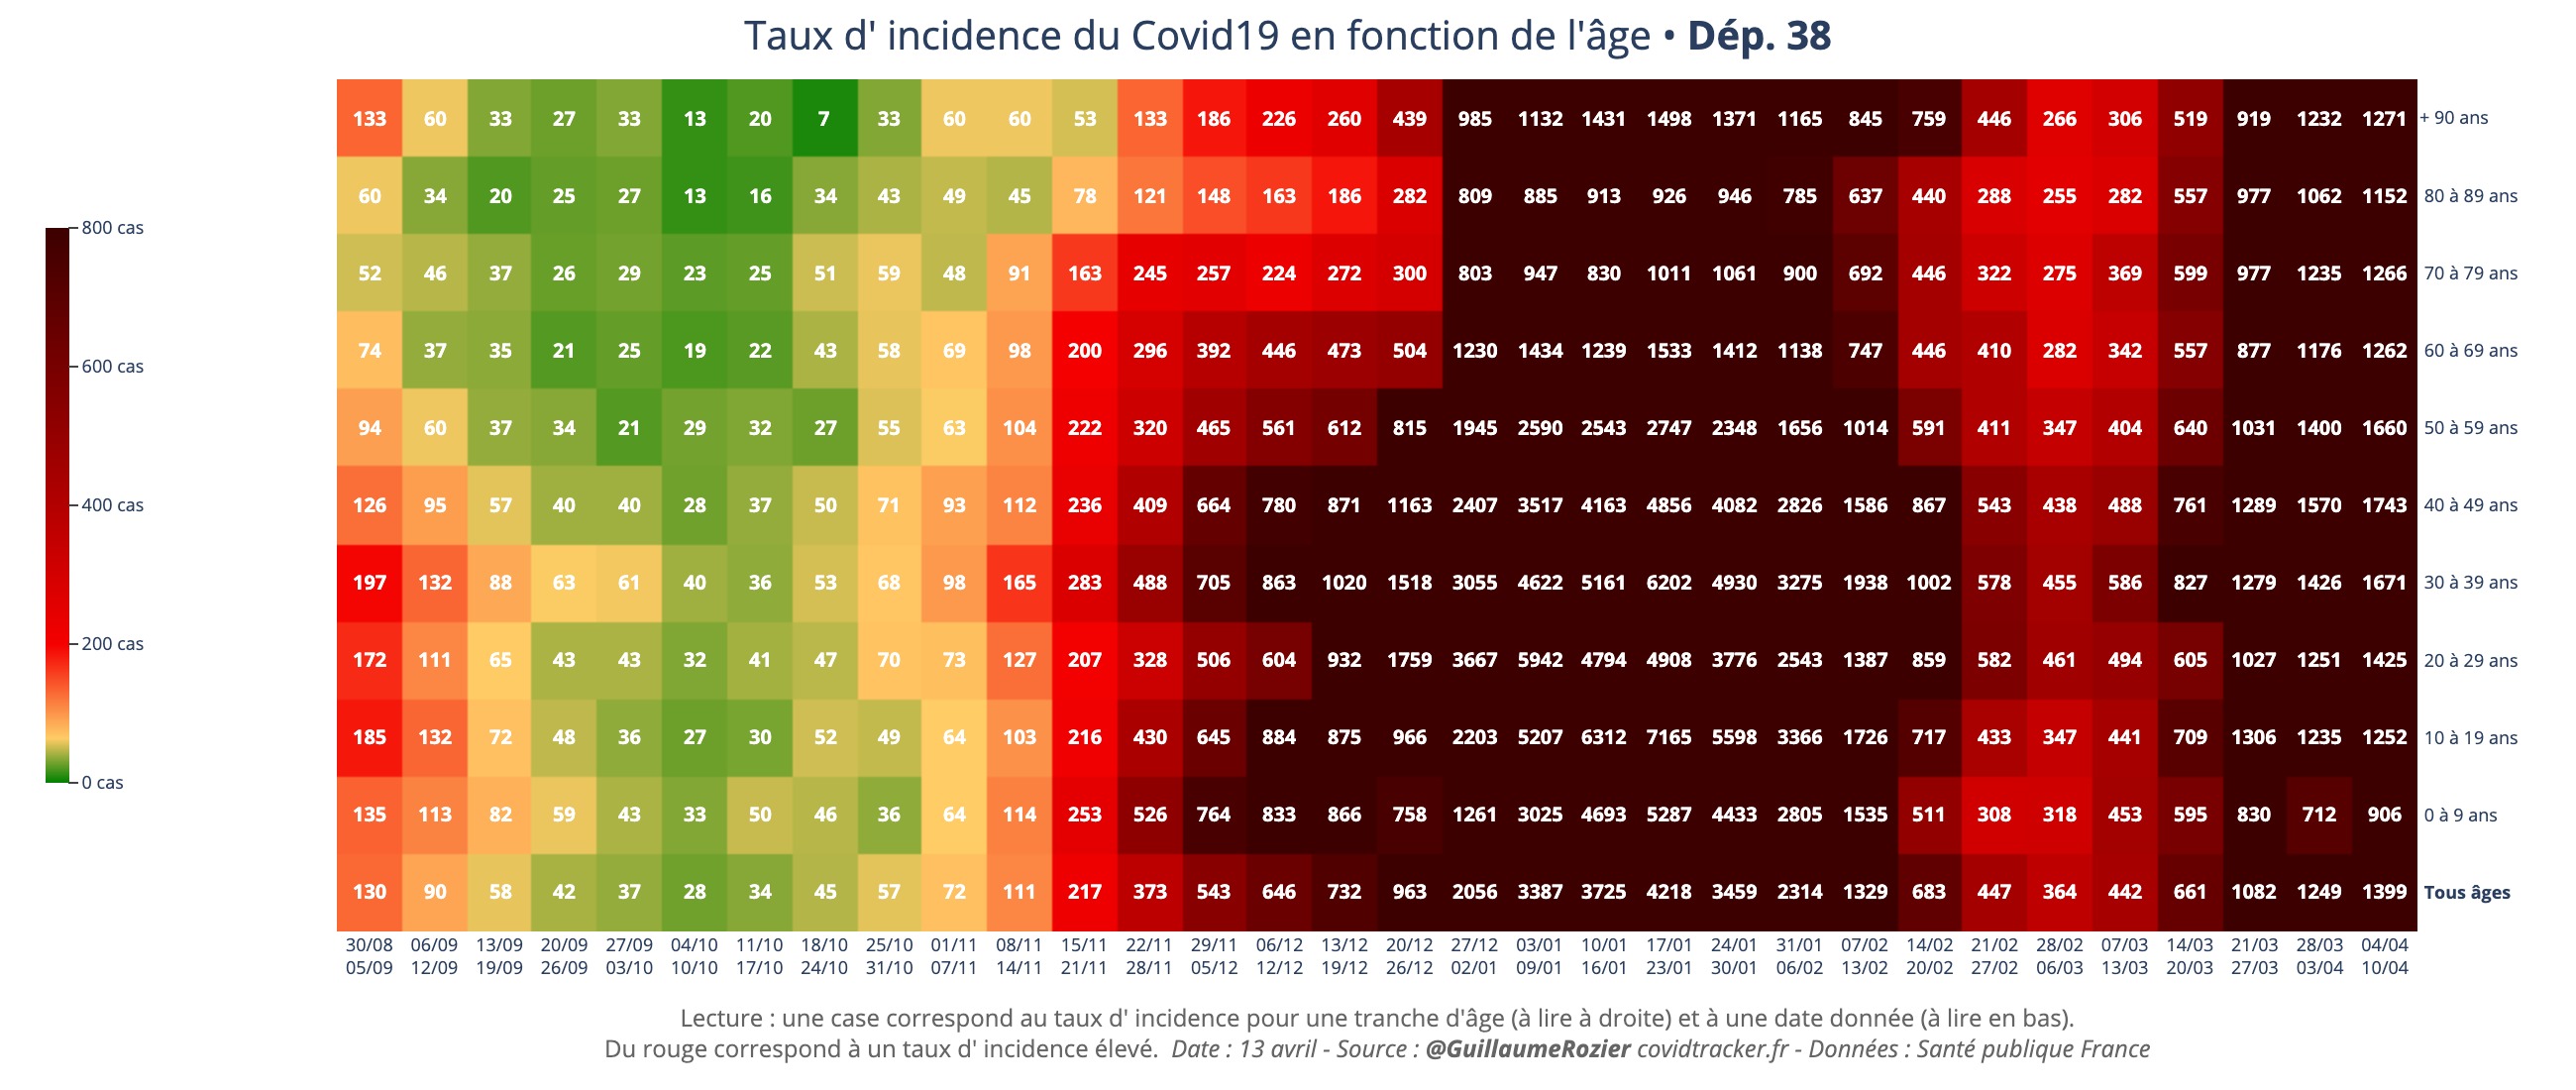 Taux d' incidence du Covid19 en fonction de l'âge • Dép. 38
800 cas
600 cas
400 cas
200 cas
0 cas
133 60 33 27 33 13 20 7 33 60 60 53 133 186 226 260 439 985 1132 1431 1498 1371 1165 845 759 446 266 306 519 919 1232 1271 + 90 ans
60 34 20 25 27 13 16 34 43 49 45 78 121 148 163 186 282 809 885 913 926 946 785 637 440 288 255 282 557 977 1062 1152 80 à 89 ans
52 46 37 26 29 23 25 51 59 48 91 163 245 257 224 272 300 803 947 830 1011 1061 900 692 446 322 275 369 599 977 1235 1266 70 à 79 ans
74 37 35 21 25 19 22 43 58 69 98 200 296 392 446 473 504 1230 1434 1239 1533 1412 1138 747 446 410 282 342 557 877 1176 1262 60 à 69 ans
94 60 37 34 21 29 32 27 55 63 104 222 320 465 561 612 815 1945 2590 2543 2747 2348 1656 1014 591 411 347 404 640 1031 1400 1660 50 à 59 ans
126 95 57 40 40 28 37 50 71 93 112 236 409 664 780 871 1163 2407 3517 4163 4856 4082 2826 1586 867 543 438 488 761 1289 1570 1743 40 à 49 ans
197 132 88 63 61 40 36 53 68 98 165 283 488 705 863 1020 1518 3055 4622 5161 6202 4930 3275 1938 1002 578 455 586 827 1279 1426 1671 30 à 39 ans
172 111 65 43 43 32 41 47 70 73 127 207 328 506 604 932 1759 3667 5942 4794 4908 3776 2543 1387 859 582 461 494 605 1027 1251 1425 20 à 29 ans
185 132 72 48 36 27 30 52 49 64 103 216 430 645 884 875 966 2203 5207 6312 7165 5598 3366 1726 717 433 347 441 709 1306 1235 1252 10 à 19 ans
135 113 82 59 43 33 50 46 36 64 114 253 526 764 833 866 758 1261 3025 4693 5287 4433 2805 1535 511 308 318 453 595 830 712 906 0 à 9 ans
130 90 58 42 37 28 34 45 57 72 111 217 373 543 646 732 963 2056 3387 3725 4218 3459 2314 1329 683 447 364 442 661 1082 1249 1399 Tous âges
30/08 06/09 13/09 20/09 27/09 04/10 11/10 18/10 25/10 01/11 08/11 15/11 22/11 29/11 06/12 13/12 20/12 27/12 03/01 10/01 17/01 24/01 31/01 07/02 14/02 21/02 28/02 07/03 14/03 21/03 28/03 04/04
05/09 12/09 19/09 26/09 03/10 10/10 17/10 24/10 31/10 07/11 14/11 21/11 28/11 05/12 12/12 19/12 26/12 02/01 09/01 16/01 23/01 30/01 06/02 13/02 20/02 27/02 06/03 13/03 20/03 27/03 03/04 10/04
Lecture : une case correspond au taux d' incidence pour une tranche d'âge (à lire à droite) et à une date donnée (à lire en bas).
Du rouge correspond à un taux d' incidence élevé. Date : 13 avril - Source : @GuillaumeRozier covidtracker.fr - Données : Santé publique France